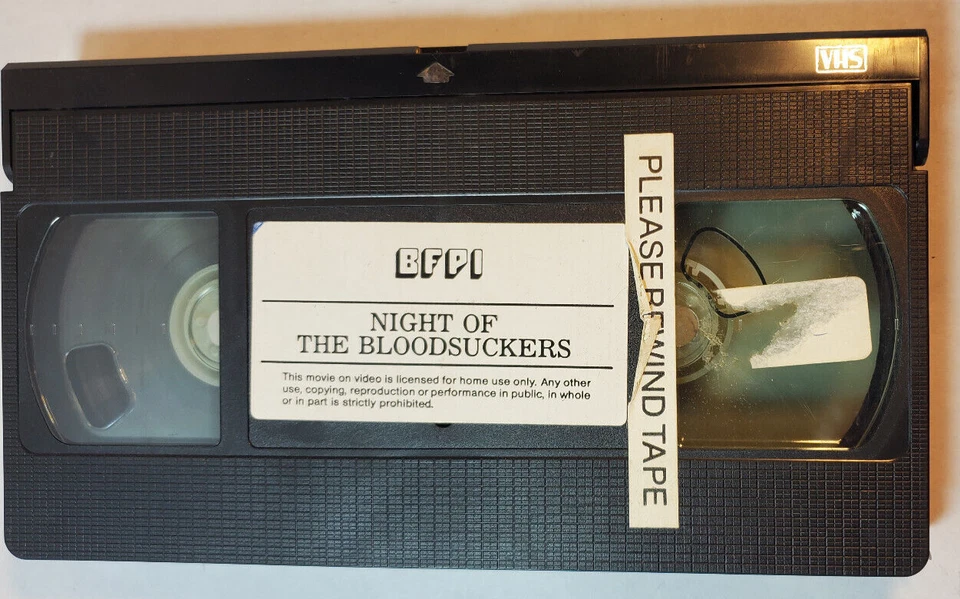 VHS
BFPI
NIGHT OF
THE BLOODSUCKERS
This movie on video is licensed for home use only. Any other
use, copying, reproduction or performance in public, in whole
or in part is strictly prohibited.
PLEASE REWIND TAPE